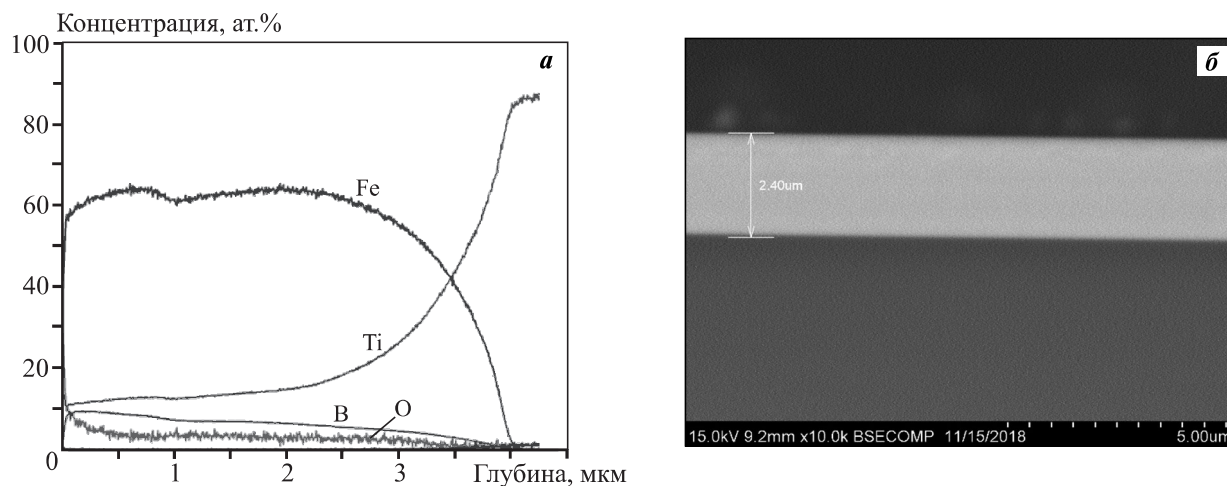 Концентрация, ат.%
100
а
80
60
Fe
40
Ti
20
B
O
0
1
2
3
Глубина, мкм
б
2.40um
15.0kV 9.2mm x10.0k BSECOMP 11/15/2018
5.00um